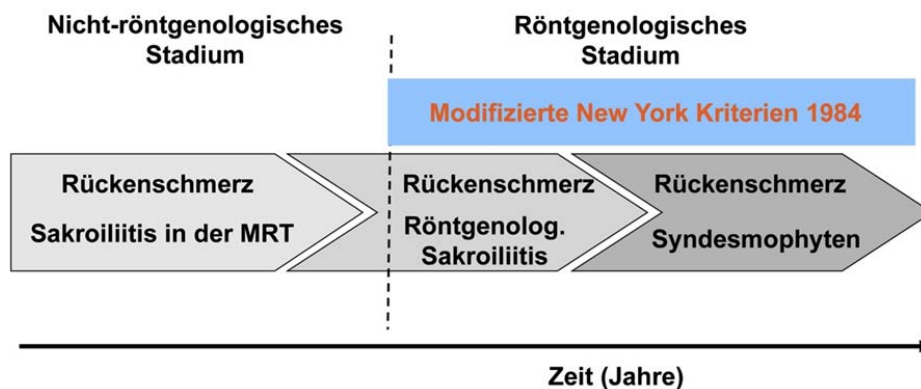 Nicht-röntgenologisches
Stadium
Röntgenologisches
Stadium
Modifizierte New York Kriterien 1984
Rückenschmerz
Sakroiliitis in der MRT
Rückenschmerz
Röntgenolog.
Sakroiliitis
Rückenschmerz
Syndesmophyten
Zeit (Jahre)